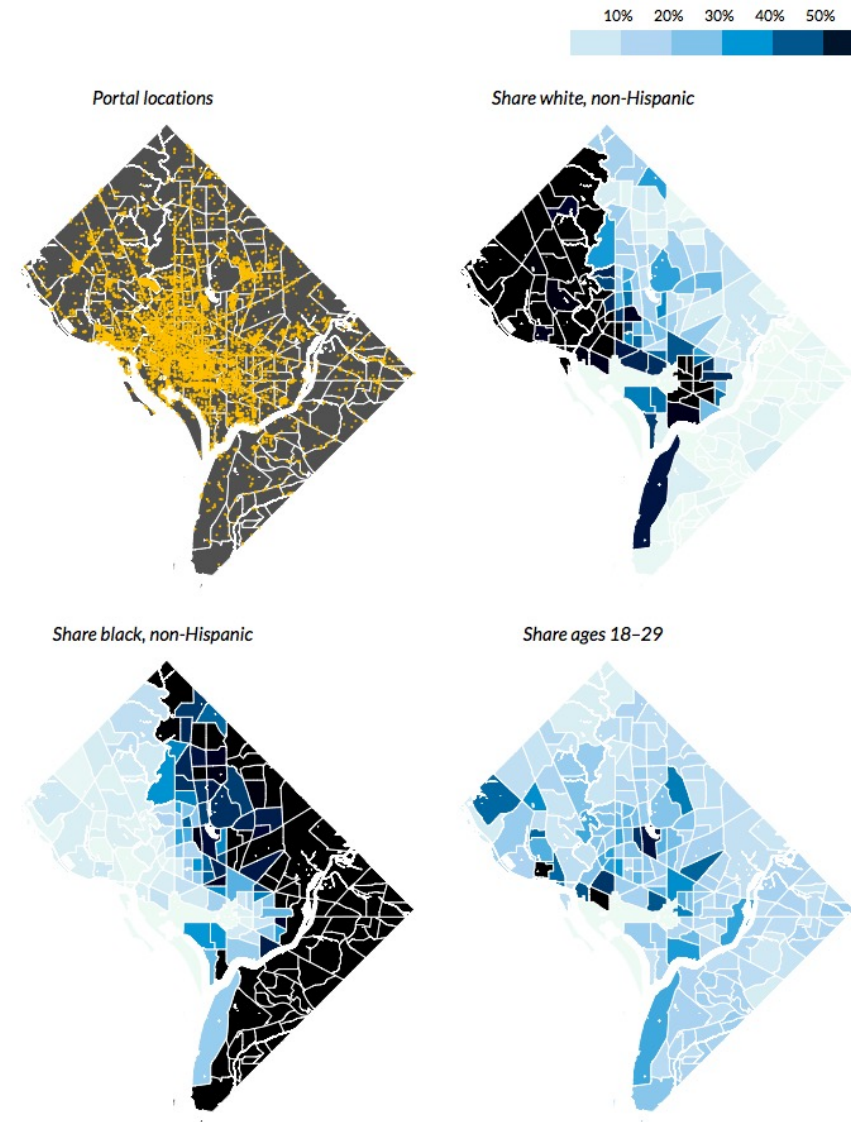 10% 20% 30% 40% 50%
Portal locations
Share white, non-Hispanic
Share black, non-Hispanic
Share ages 18–29